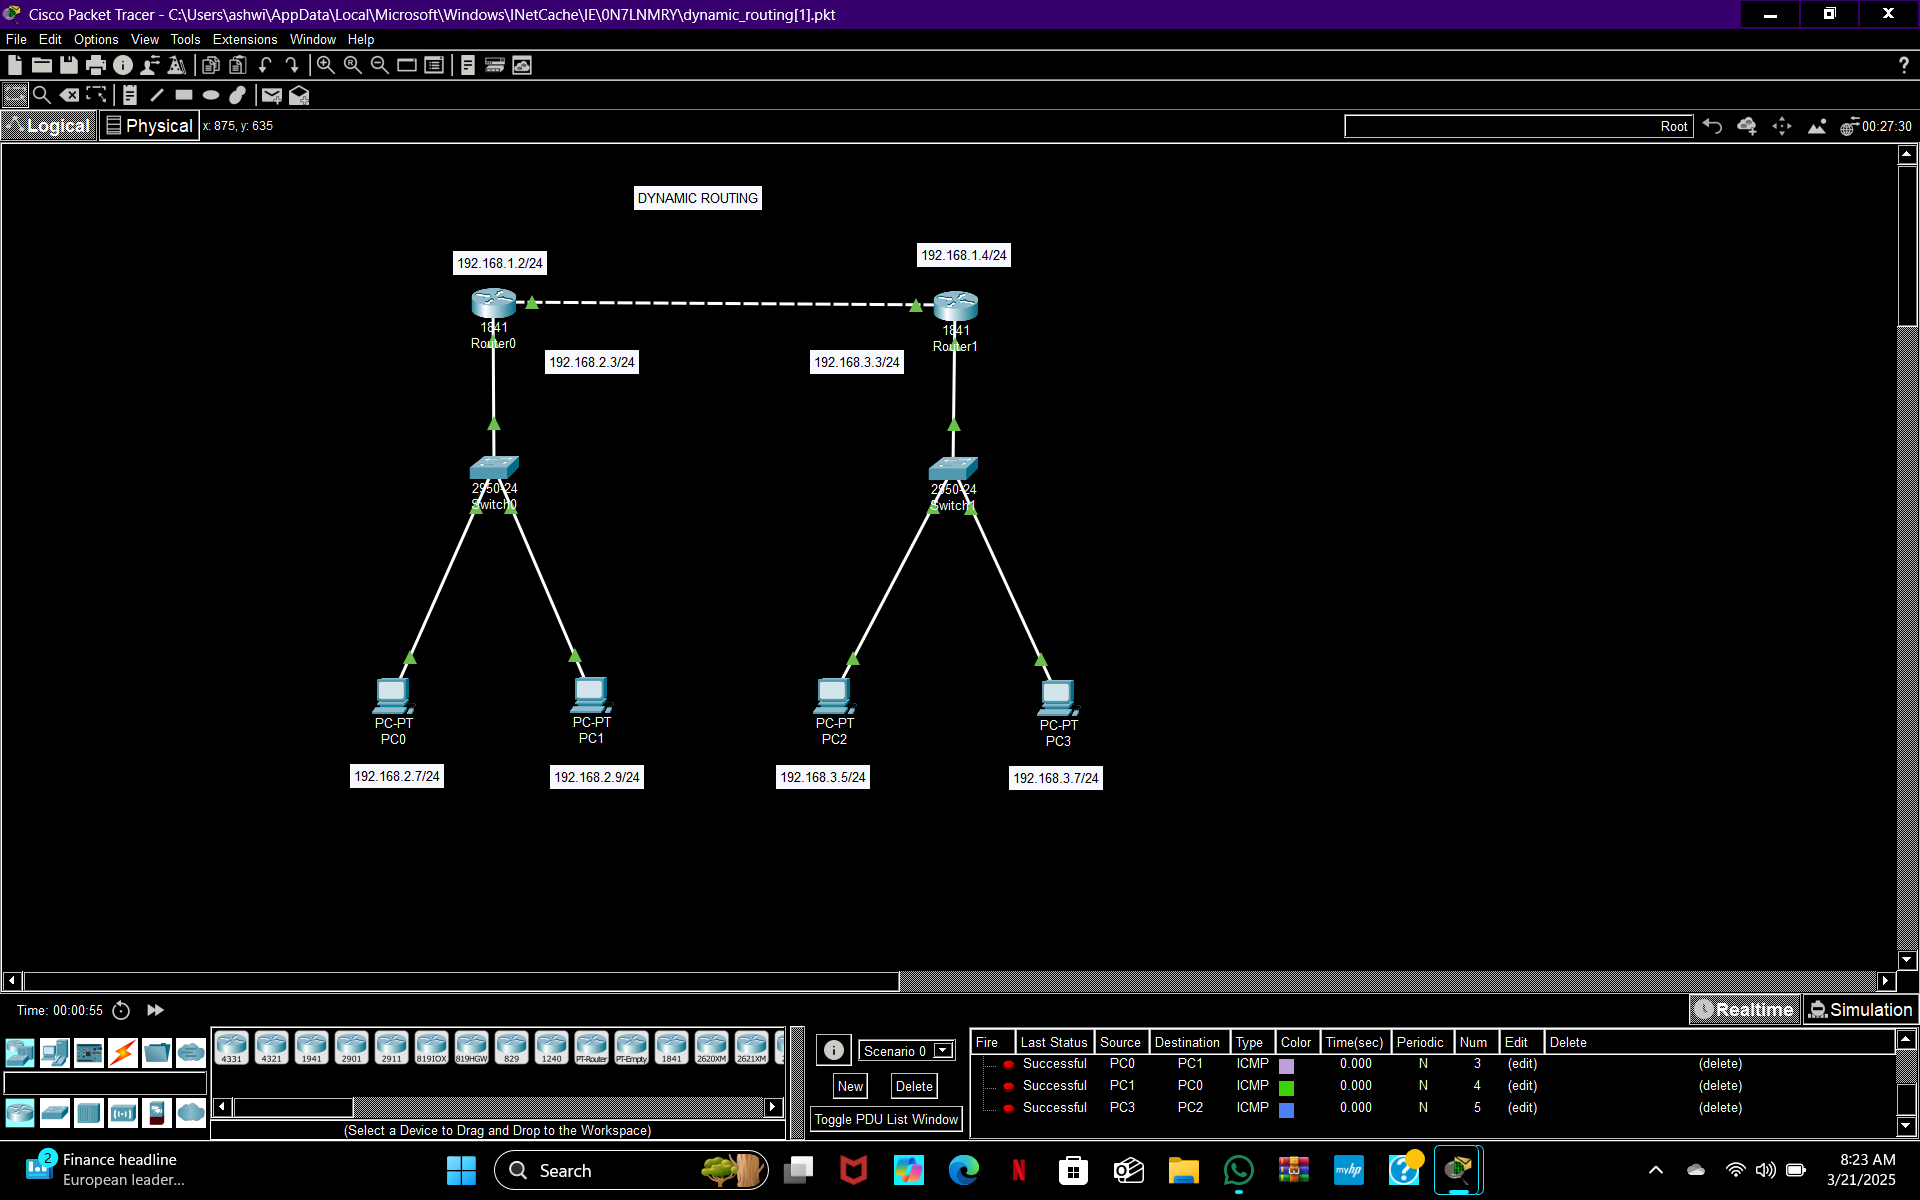 Cisco Packet Tracer - C:\Users\ashwi\AppData\Local\Microsoft\Windows\INetCache\IE\0N7LNMRY\dynamic_routing[1].pkt
File Edit Options View Tools Extensions Window Help
Logical Physical x: 875, y: 635 Root 00:27:30
DYNAMIC ROUTING
192.168.1.2/24 192.168.1.4/24
1841 1841
Router0 Router1
192.168.2.3/24 192.168.3.3/24
2950-24 2950-24
Switch0 Switch1
PC-PT PC-PT PC-PT PC-PT
PC0 PC1 PC2 PC3
192.168.2.7/24 192.168.2.9/24 192.168.3.5/24 192.168.3.7/24
Time: 00:00:55 Realtime Simulation
4331 4321 1941 2901 2911 819IOX 819HGW 829 1240 PT-Router PT-Empty 1841 2620XM 2621XM
(Select a Device to Drag and Drop to the Workspace)
Scenario 0
New Delete
Toggle PDU List Window
Fire Last Status Source Destination Type Color Time(sec) Periodic Num Edit Delete
Successful PC0 PC1 ICMP 0.000 N 3 (edit) (delete)
Successful PC1 PC0 ICMP 0.000 N 4 (edit) (delete)
Successful PC3 PC2 ICMP 0.000 N 5 (edit) (delete)
2 Finance headline
European leader...
Search
myhp
8:23 AM
3/21/2025